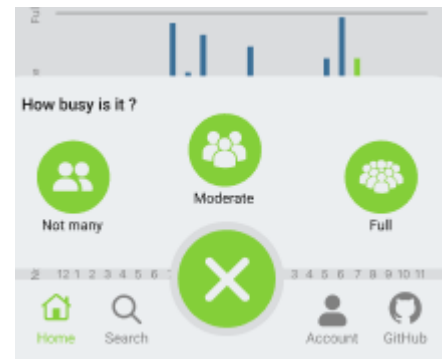 Ful
How busy is it ?
Moderate
Not many
Full
12 1 2 3 4 5 6
3 4 5 6 7 8 9 10 11
Home
Search
Account
GitHub